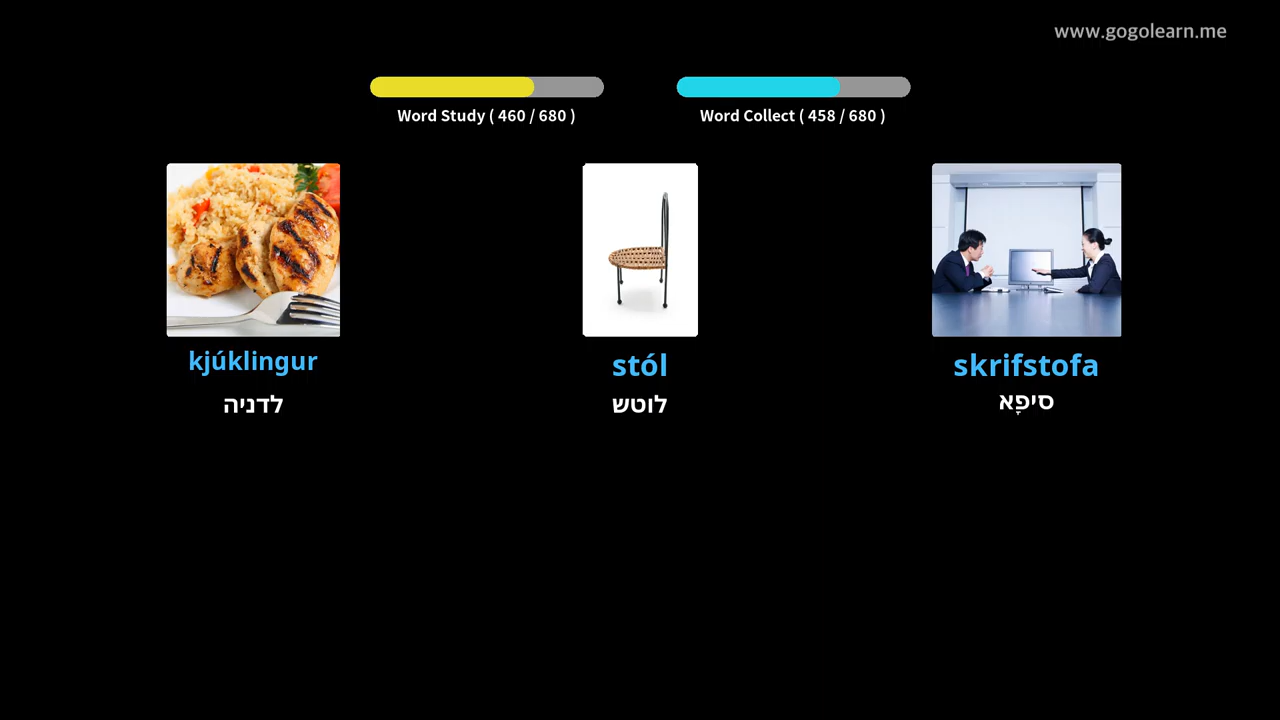 www.gogolearn.me
Word Study ( 460 / 680 )
Word Collect ( 458 / 680 )
kjúklingur
לדניה
stól
לוטש
skrifstofa
סיפָא